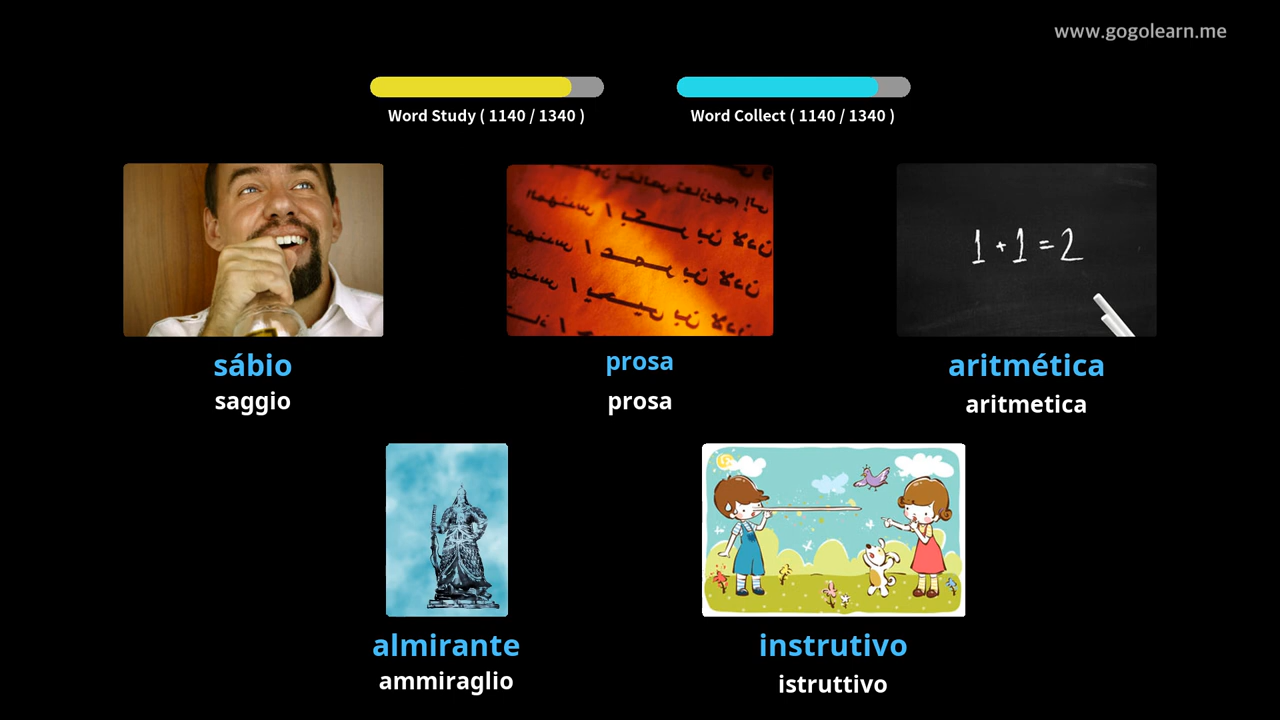 www.gogolearn.me
Word Study ( 1140 / 1340 )
Word Collect ( 1140 / 1340 )
1 + 1 = 2
sábio
saggio
prosa
prosa
aritmética
aritmetica
almirante
ammiraglio
instrutivo
istruttivo